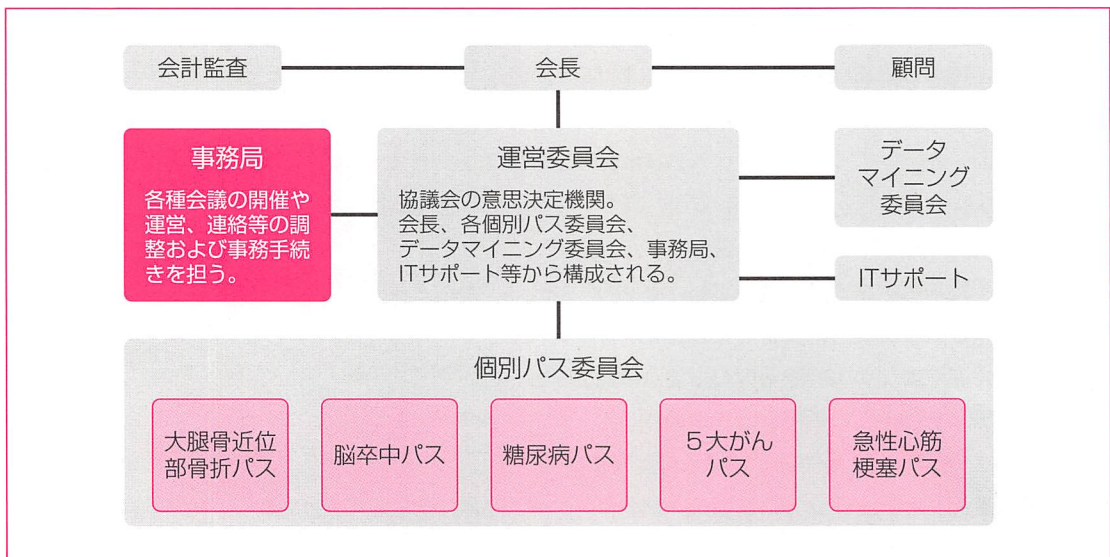 会計監査
会長
顧問
事務局
各種会議の開催や
運営、連絡等の調
整および事務手続
きを担う。
運営委員会
協議会の意思決定機関。
会長、各個別パス委員会、
データマイニング委員会、事務局、
ITサポート等から構成される。
データ
マイニング
委員会
ITサポート
個別パス委員会
大腿骨近位
部骨折パス
脳卒中パス
糖尿病パス
5大がん
パス
急性心筋
梗塞パス